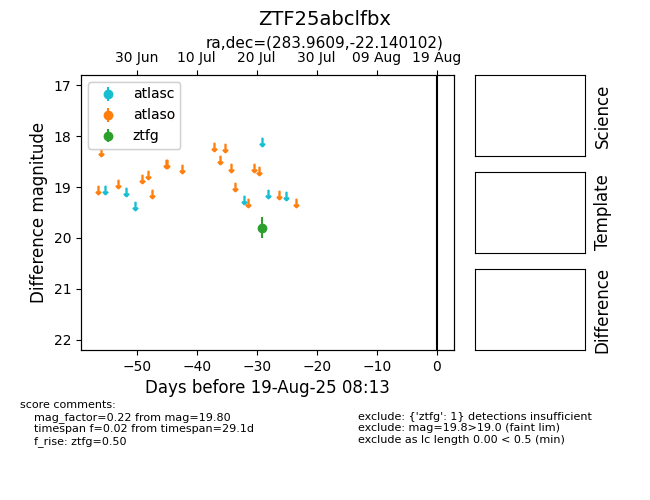 ZTF25abclfbx
ra,dec=(283.9609,-22.140102)
30 Jun 10 Jul 20 Jul 30 Jul 09 Aug 19 Aug
atlasc
atlaso
ztfg
17
18
19
20
21
22
Difference magnitude
−50 −40 −30 −20 −10 0
Days before 19-Aug-25 08:13
Science
Template
Difference
score comments:
mag_factor=0.22 from mag=19.80
timespan f=0.02 from timespan=29.1d
f_rise: ztfg=0.50
exclude: {'ztfg': 1} detections insufficient
exclude: mag=19.8>19.0 (faint lim)
exclude as lc length 0.00 < 0.5 (min)